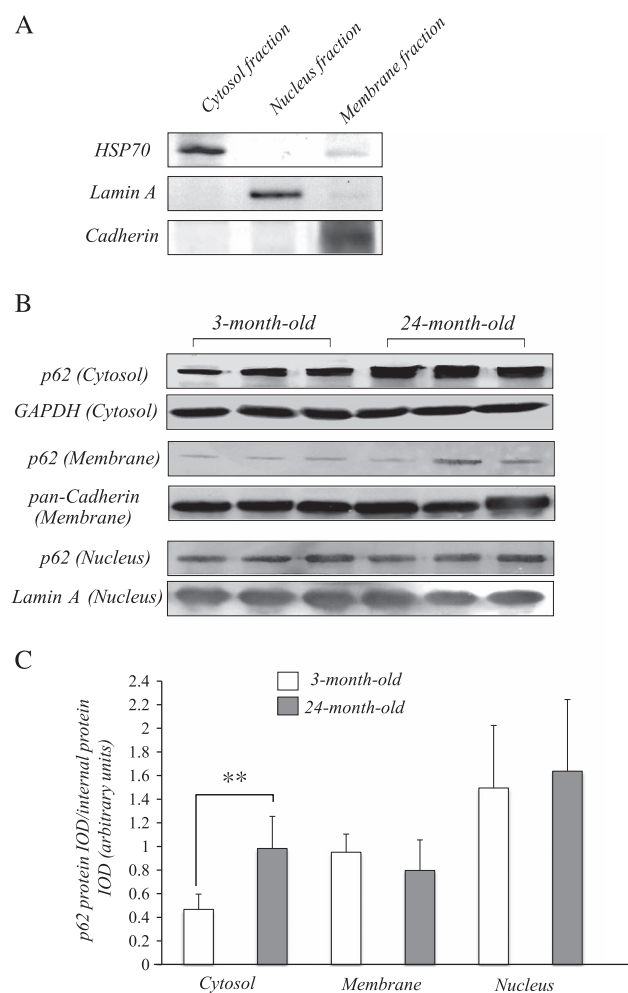 A
Cytosol fraction
Nucleus fraction
Membrane fraction
HSP70
Lamin A
Cadherin
B
3-month-old
24-month-old
p62 (Cytosol)
GAPDH (Cytosol)
p62 (Membrane)
pan-Cadherin
(Membrane)
p62 (Nucleus)
Lamin A (Nucleus)
C
p62 protein IOD/internal protein
IOD (arbitrary units)
2.4
2.2
2
1.8
1.6
1.4
1.2
1
0.8
0.6
0.4
0.2
0
3-month-old
24-month-old
**
Cytosol
Membrane
Nucleus